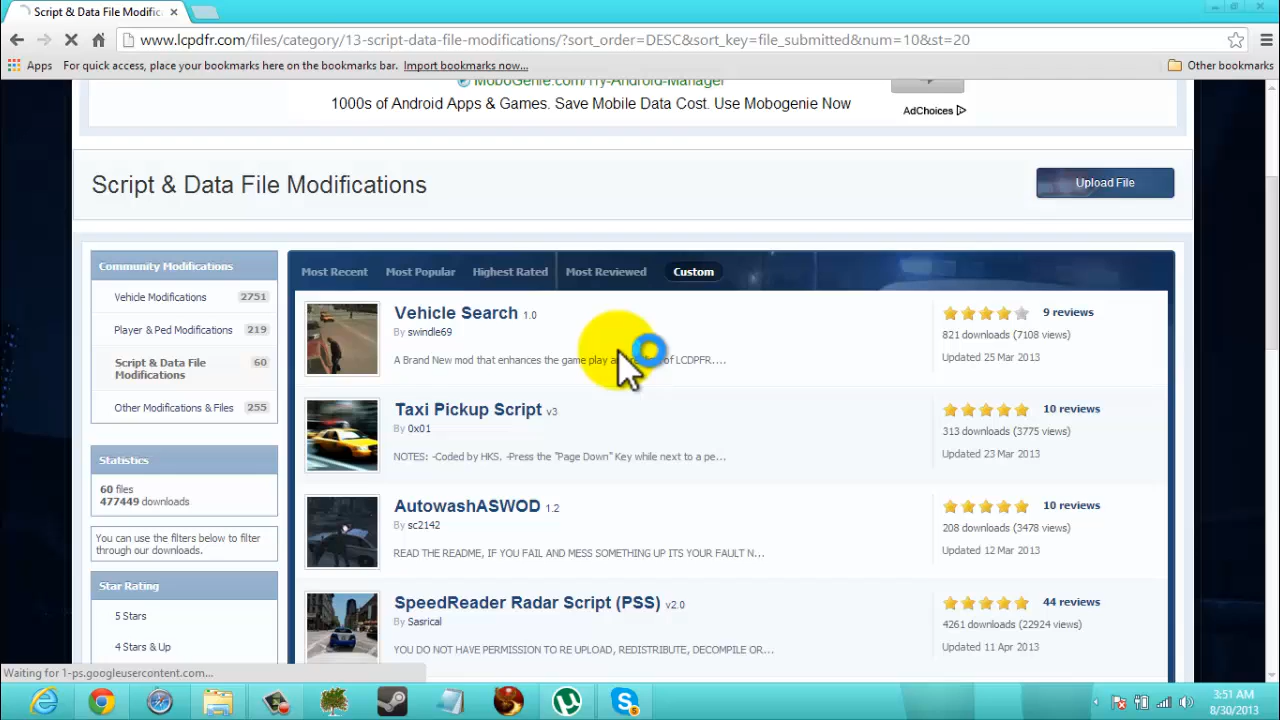 Script & Data File Modific
www.lcpdfr.com/files/category/13-script-data-file-modifications/?sort_order=DESC&sort_key=file_submitted&num=10&st=20
Apps For quick access, place your bookmarks here on the bookmarks bar. Import bookmarks now... Other bookmarks
MoboGenie.com/Try-Android-Manager
1000s of Android Apps & Games. Save Mobile Data Cost. Use Mobogenie Now
AdChoices
Script & Data File Modifications
Upload File
Community Modifications
Vehicle Modifications 2751
Player & Ped Modifications 219
Script & Data File Modifications 60
Other Modifications & Files 255
Statistics
60 files
477449 downloads
You can use the filters below to filter
through our downloads.
Star Rating
5 Stars
4 Stars & Up
Most Recent Most Popular Highest Rated Most Reviewed Custom
Vehicle Search 1.0
By swindle69
A Brand New mod that enhances the game play a of LCDPFR....
9 reviews
821 downloads (7108 views)
Updated 25 Mar 2013
Taxi Pickup Script v3
By 0x01
NOTES: -Coded by HKS. -Press the "Page Down" Key while next to a pe...
10 reviews
313 downloads (3775 views)
Updated 23 Mar 2013
AutowashASWOD 1.2
By sc2142
READ THE README, IF YOU FAIL AND MESS SOMETHING UP ITS YOUR FAULT N...
10 reviews
208 downloads (3478 views)
Updated 12 Mar 2013
SpeedReader Radar Script (PSS) v2.0
By Sasrical
YOU DO NOT HAVE PERMISSION TO RE UPLOAD, REDISTRIBUTE, DECOMPILE OR...
44 reviews
4261 downloads (22924 views)
Updated 11 Apr 2013
Waiting for 1-ps.googleusercontent.com...
3:51 AM
8/30/2013